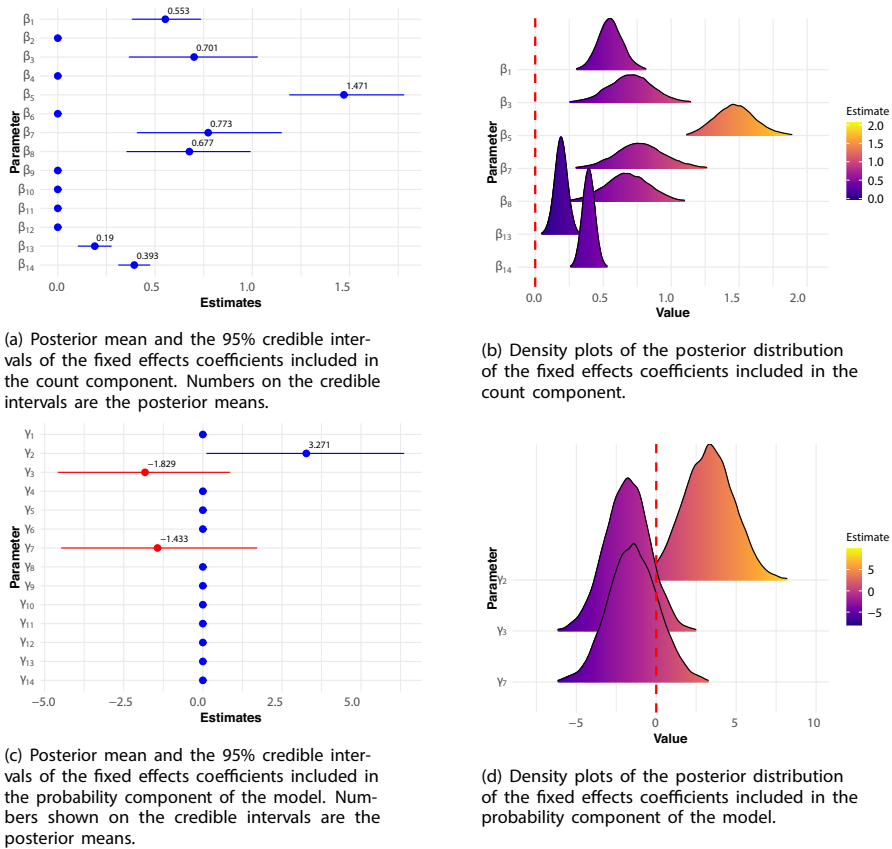 β1
β2
β3
β4
β5
β6
β7
β8
β9
β10
β11
β12
β13
β14
Parameter
0.553
0.701
1.471
0.773
0.677
0.19
0.393
0.0 0.5 1.0 1.5
Estimates
(a) Posterior mean and the 95% credible inter-
vals of the fixed effects coefficients included in
the count component. Numbers on the credible
intervals are the posterior means.
β1
β3
β5
β7
β8
β13
β14
Parameter
0.0 0.5 1.0 1.5 2.0
Value
Estimate
2.0
1.5
1.0
0.5
0.0
(b) Density plots of the posterior distribution
of the fixed effects coefficients included in the
count component.
γ1
γ2
γ3
γ4
γ5
γ6
γ7
γ8
γ9
γ10
γ11
γ12
γ13
γ14
Parameter
3.271
−1.829
−1.433
−5.0 −2.5 0.0 2.5 5.0
Estimates
(c) Posterior mean and the 95% credible inter-
vals of the fixed effects coefficients included in
the probability component of the model. Num-
bers shown on the credible intervals are the
posterior means.
γ2
γ3
γ7
Parameter
−5 0 5 10
Value
Estimate
5
0
−5
(d) Density plots of the posterior distribution
of the fixed effects coefficients included in the
probability component of the model.